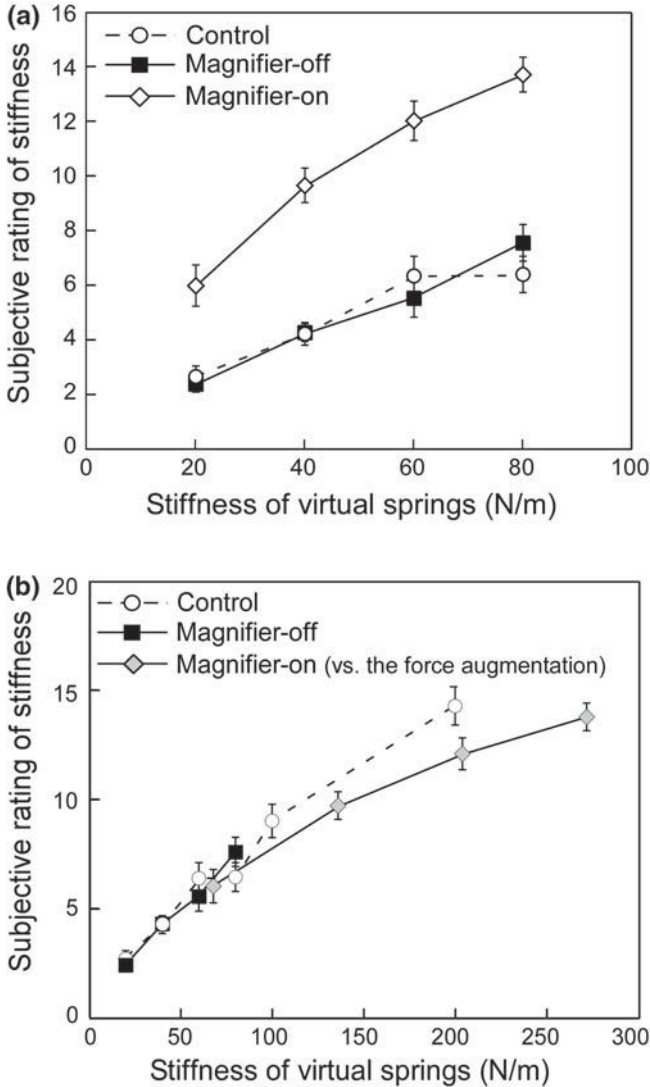 (a)
16
14
12
10
8
6
4
2
0
Subjective rating of stiffness
Control
Magnifier-off
Magnifier-on
0 20 40 60 80 100
Stiffness of virtual springs (N/m)
(b)
20
15
10
5
0
Subjective rating of stiffness
Control
Magnifier-off
Magnifier-on (vs. the force augmentation)
0 50 100 150 200 250 300
Stiffness of virtual springs (N/m)